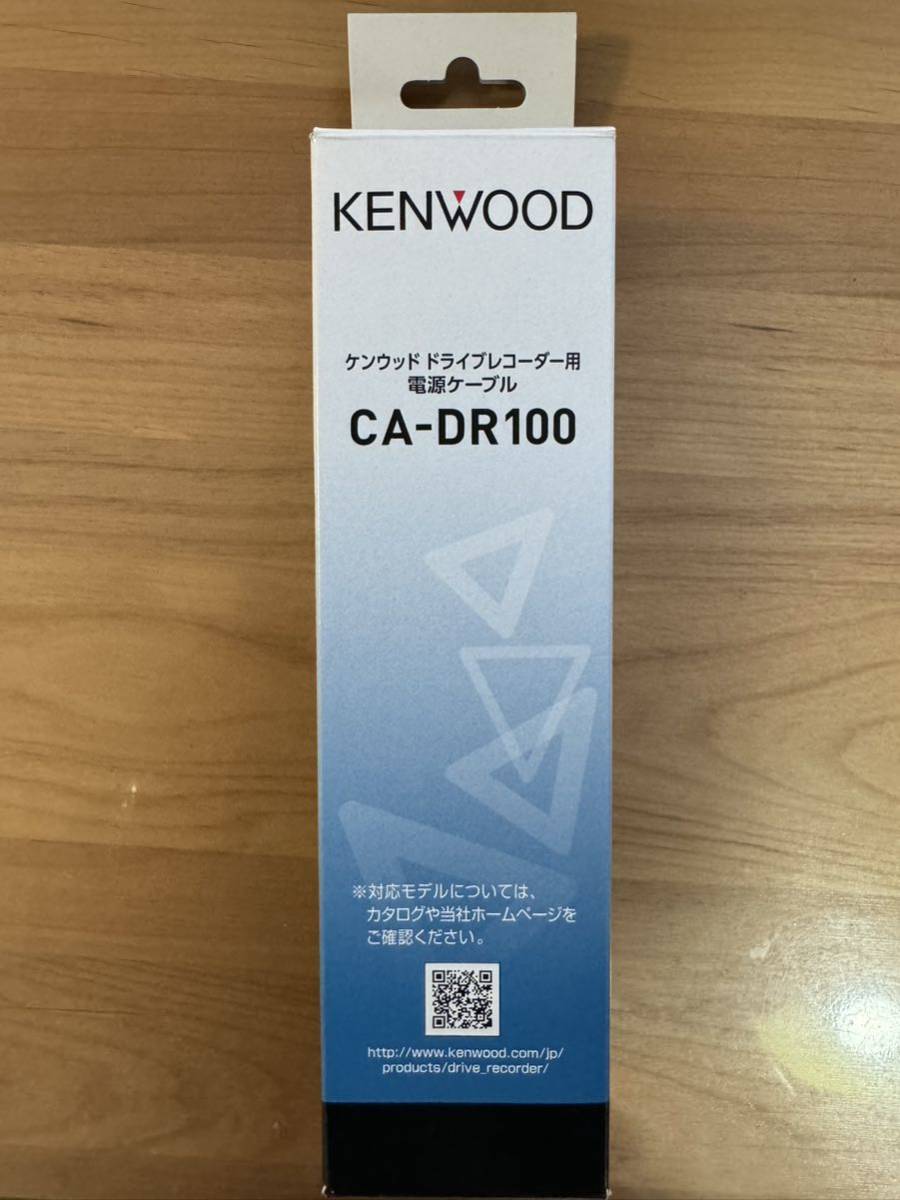 KENWOOD
ケンウッド ドライブレコーダー用
電源ケーブル
CA-DR100
※対応モデルについては、
カタログや当社ホームページを
ご確認ください。
http://www.kenwood.com/jp/
products/drive_recorder/